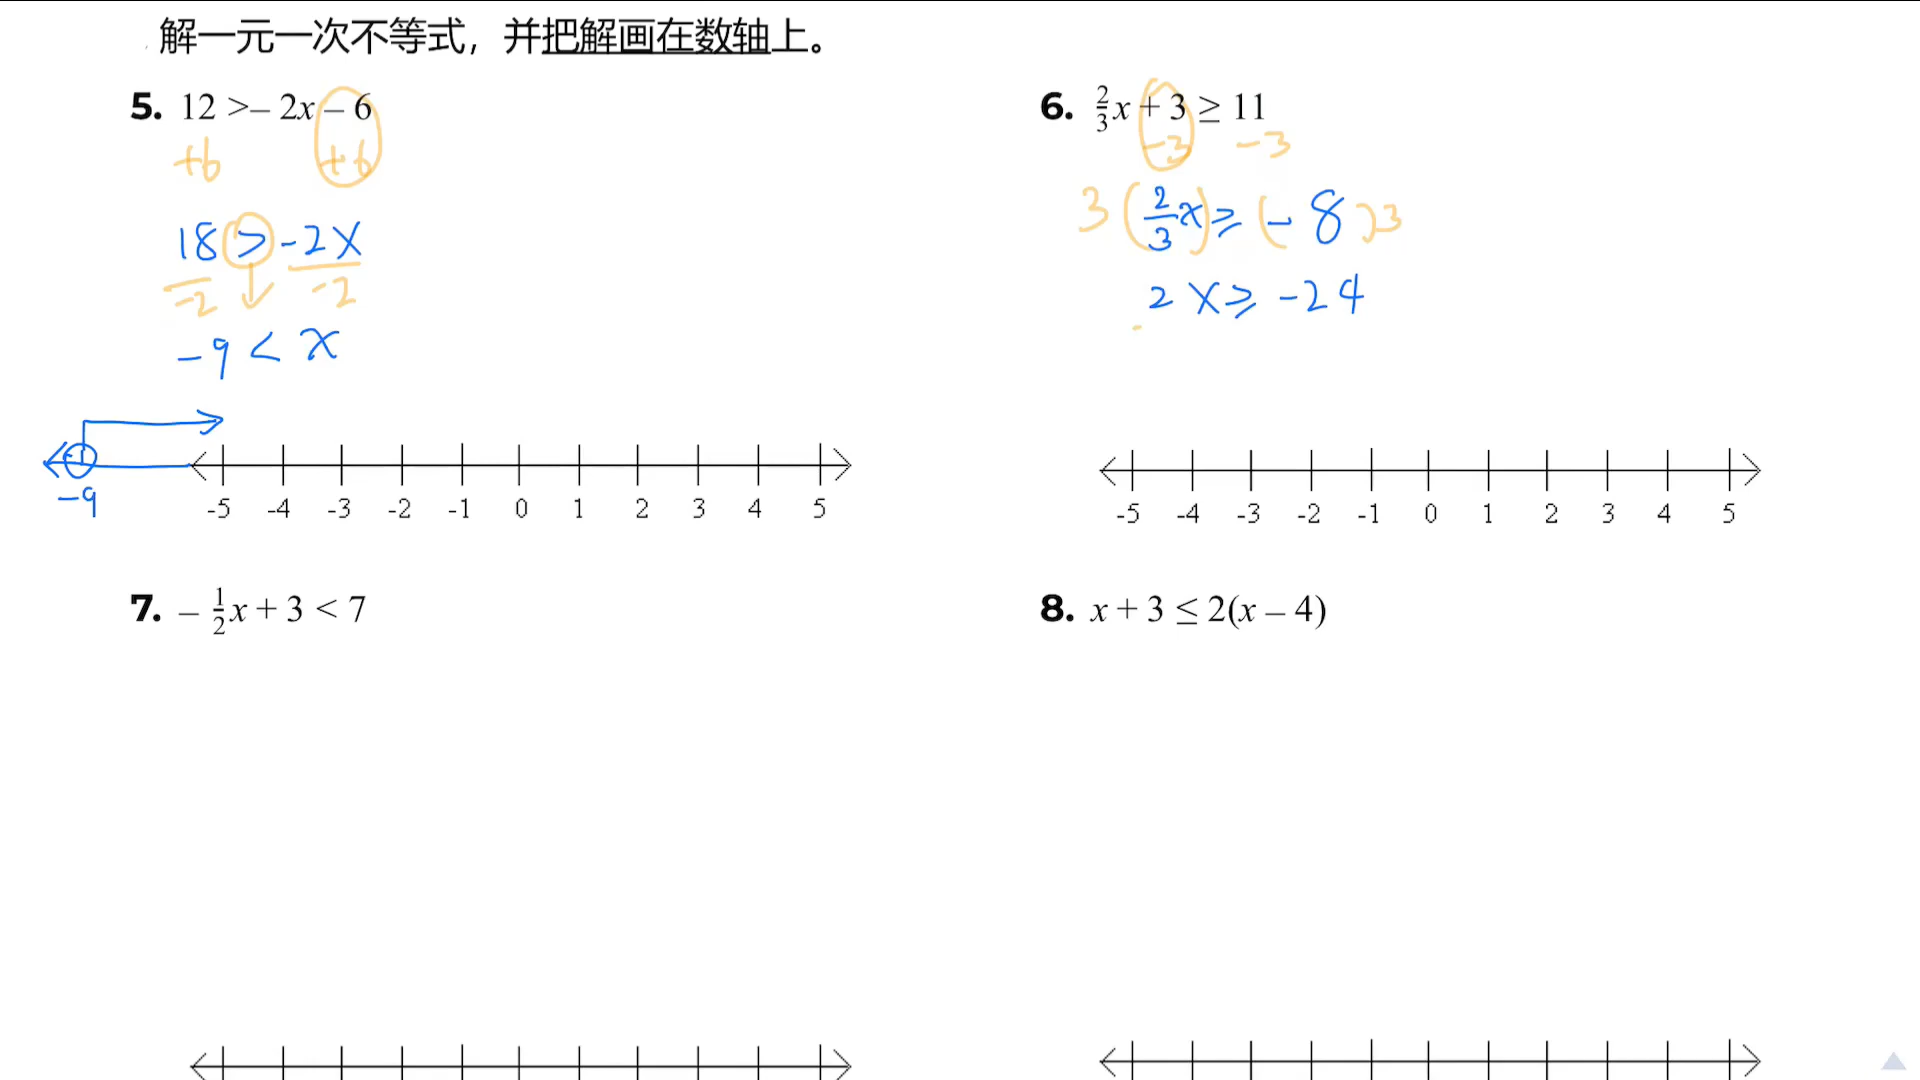 解一元一次不等式，并把解画在数轴上。
5. 12 >– 2x – 6
+6 +6
18 > -2x
-2 -2
-9 < x
-9
-5 -4 -3 -2 -1 0 1 2 3 4 5
6. 2/3x + 3 ≥ 11
-3 -3
3 (2/3 x) ≥ (-8)3
2x ≥ -24
-5 -4 -3 -2 -1 0 1 2 3 4 5
7. – 1/2x + 3 < 7
8. x + 3 ≤ 2(x – 4)